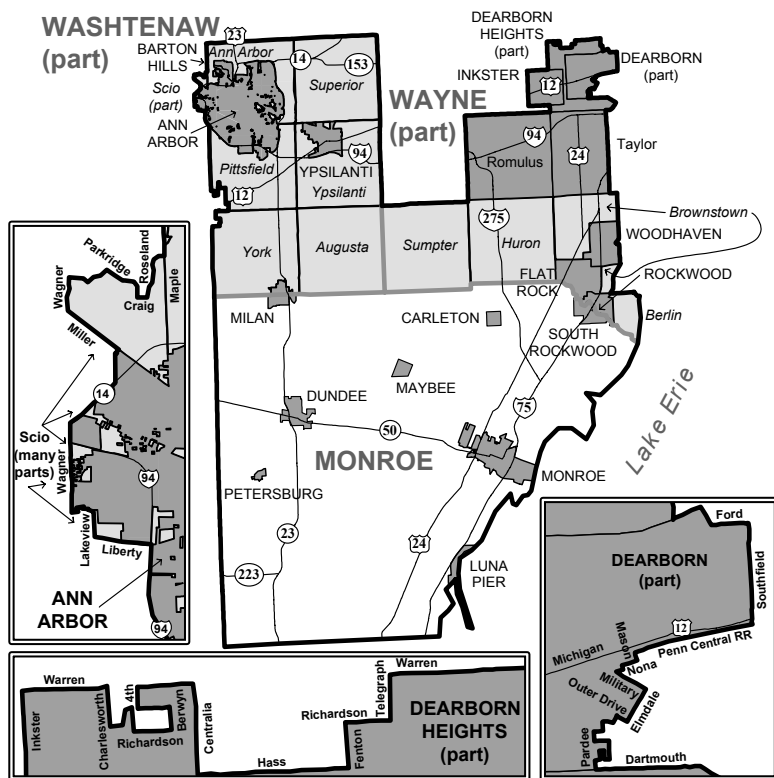 WASHTENAW
(part)
23
Ann Arbor
BARTON
HILLS
14
153
Scio
(part)
Superior
ANN
ARBOR
WAYNE
(part)
DEARBORN
HEIGHTS
(part)
INKSTER
DEARBORN
(part)
12
94
Romulus
24
Taylor
Pittsfield
YPSILANTI
94
Ypsilanti
12
275
Brownstown
WOODHAVEN
York
Augusta
Sumpter
Huron
FLAT
ROCK
ROCKWOOD
Berlin
MILAN
CARLETON
SOUTH
ROCKWOOD
MAYBEE
DUNDEE
75
Lake Erie
50
MONROE
MONROE
PETERSBURG
23
24
223
LUNA
PIER
Parkridge
Roseland
Wagner
Craig
Maple
Miller
14
Scio
(many
parts)
Wagner
94
Lakeview
Liberty
ANN
ARBOR
94
Warren
Warren
4th
Inkster
Charlesworth
Berwyn
Centralia
Richardson
Richardson
Telegraph
Fenton
Hass
DEARBORN
HEIGHTS
(part)
Ford
DEARBORN
(part)
Southfield
12
Michigan
Mason
Penn Central RR
Nona
Military
Outer Drive
Elmdale
Pardee
Dartmouth